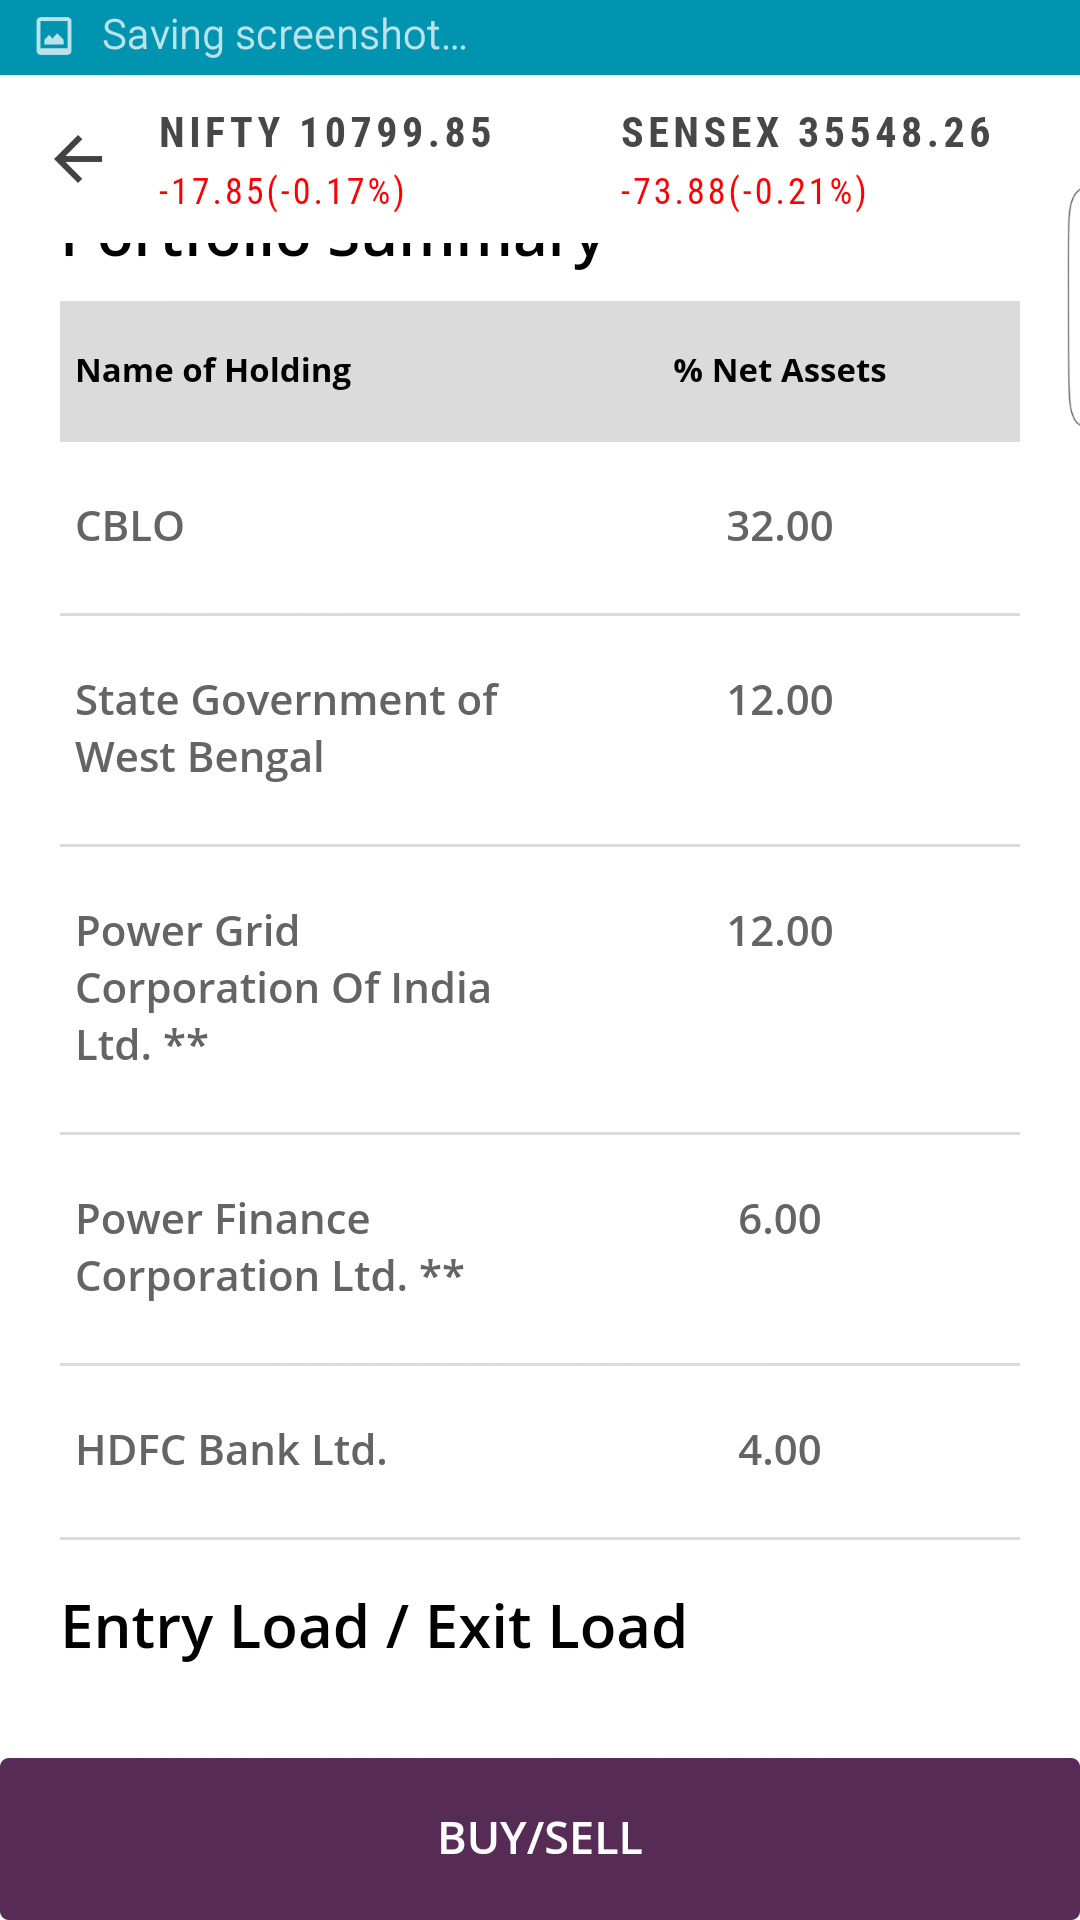 Saving screenshot...
NIFTY 10799.85
SENSEX 35548.26
-17.85(-0.17%)
-73.88(-0.21%)
Portfolio Summary
Name of Holding
% Net Assets
CBLO
32.00
State Government of
12.00
West Bengal
Power Grid
12.00
Corporation Of India
Ltd. **
Power Finance
6.00
Corporation Ltd. **
HDFC Bank Ltd.
4.00
Entry Load / Exit Load
BUY/SELL